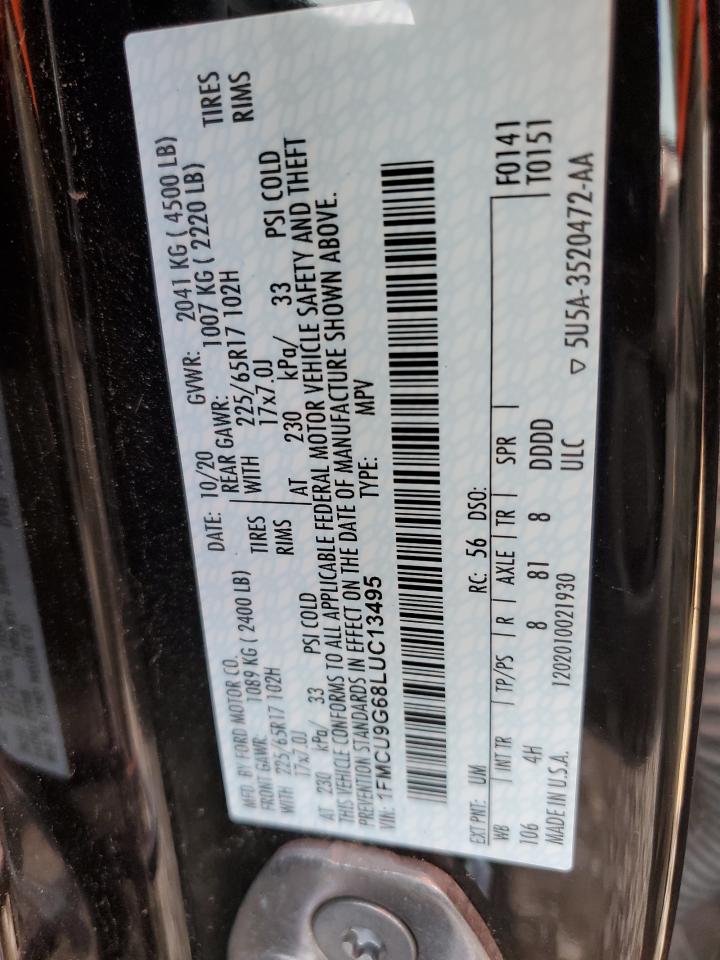 MFD. BY FORD MOTOR CO. DATE: 10/20 GVWR: 2041 KG ( 4500 LB)
FRONT GAWR: 1089 KG ( 2400 LB) REAR GAWR: 1007 KG ( 2220 LB)
WITH 225/65R17 102H TIRES WITH 225/65R17 102H TIRES
17x7.0J RIMS 17x7.0J RIMS
AT 230 kPa/ 33 PSI COLD AT 230 kPa/ 33 PSI COLD
THIS VEHICLE CONFORMS TO ALL APPLICABLE FEDERAL MOTOR VEHICLE SAFETY AND THEFT
PREVENTION STANDARDS IN EFFECT ON THE DATE OF MANUFACTURE SHOWN ABOVE.
VIN: 1FMCU9G68LUC13495 TYPE: MPV
EXT PNT: UM RC: 56 DSO:
WB INT TR TP/PS R AXLE TR SPR F0141
106 4H 8 81 8 DDDD T0151
MADE IN U.S.A. 1202010021930 ULC ▽ 5U5A-3520472-AA